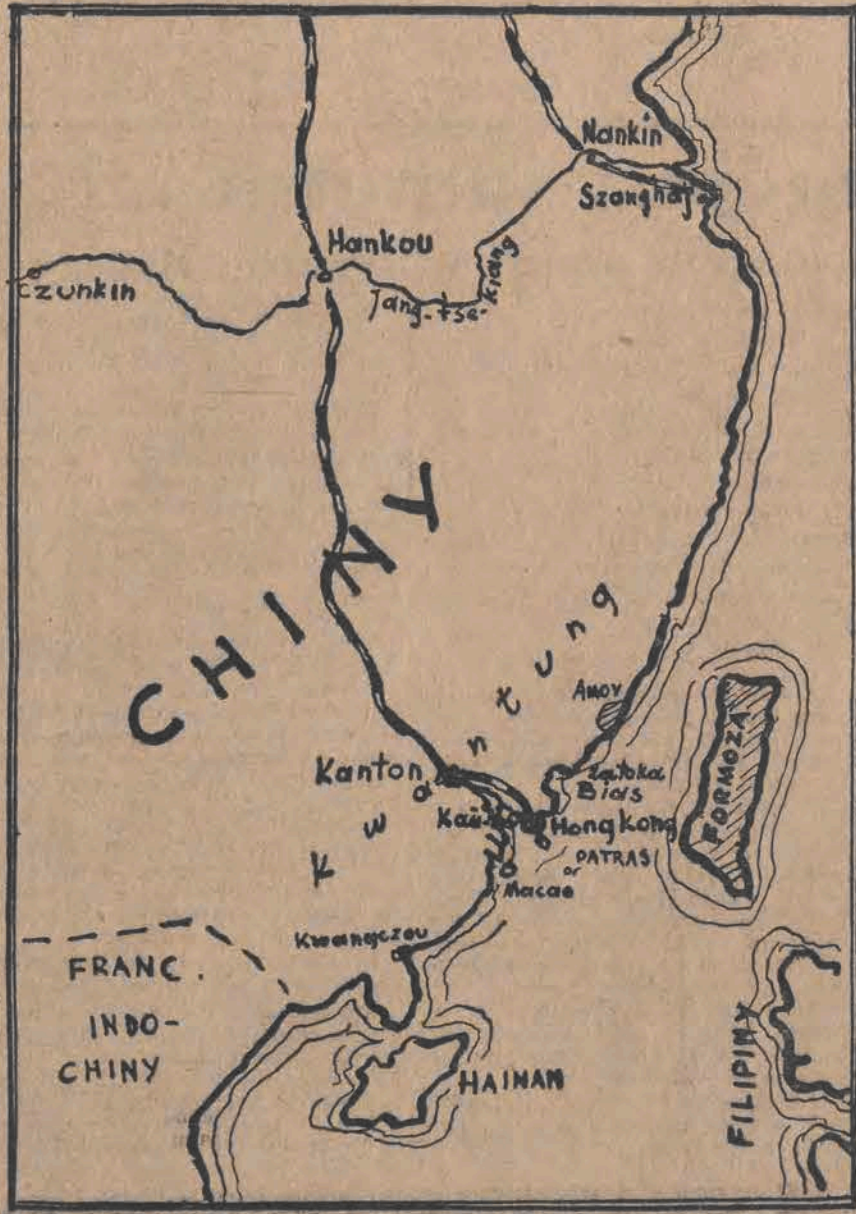 Nankin
Szanghaj
Hankou
Czunkin
Jang-tse-Kiang
CHINY
Kwantung
Amoy
FORMOZA
Kanton
Zatoka
Bias
Hongkong
or PATRAS
Macao
Kwangczou
FRANC.
INDO-
CHINY
HAINAN
FILIPINY